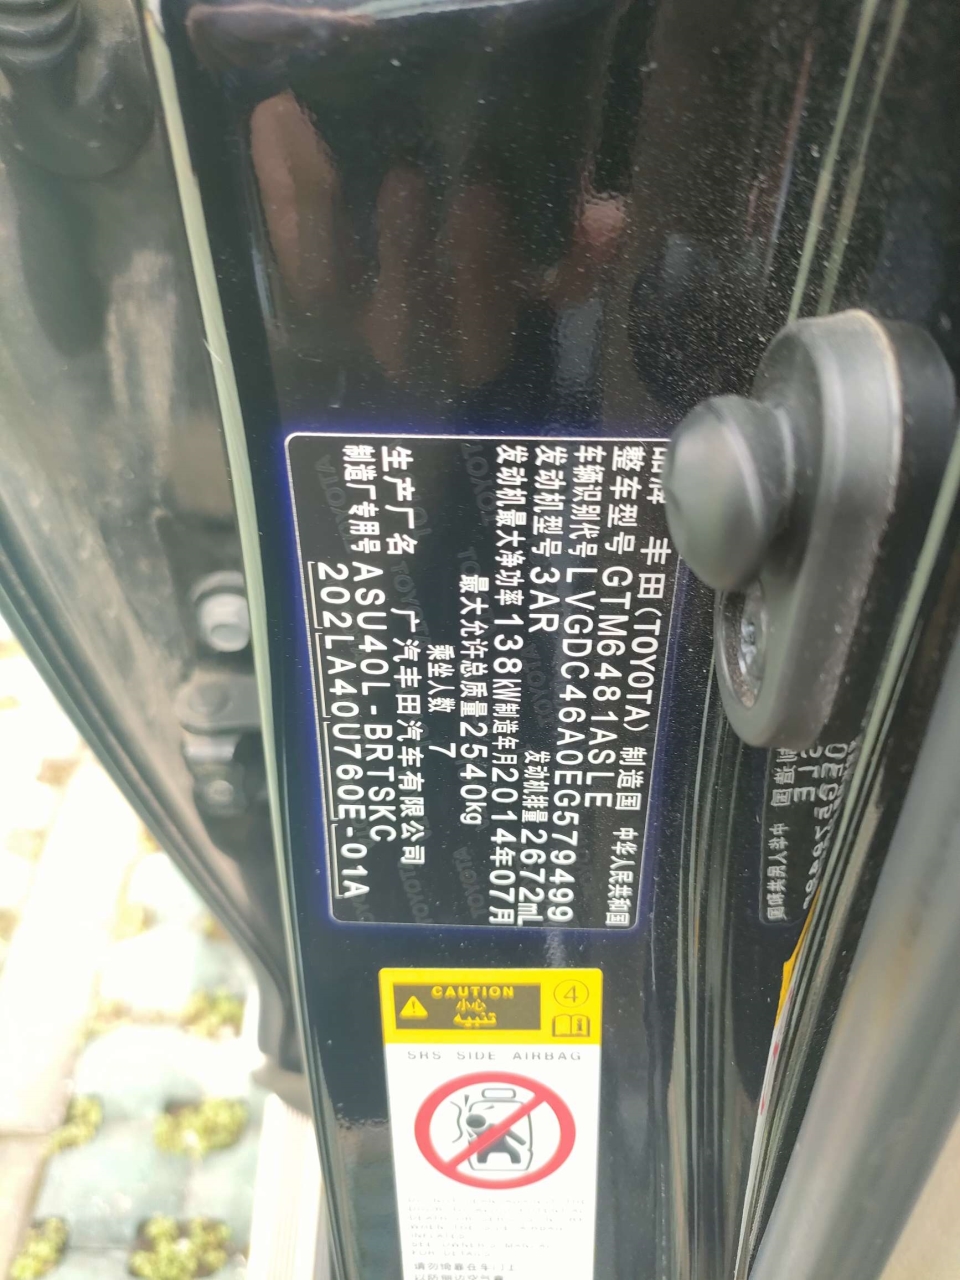 品牌 丰田(TOYOTA) 制造国 中华人民共和国
整车型号 GTM6481ASLE
车辆识别代号 LVGDC46A0EG579499
发动机型号 3AR 发动机排量 2672mL
发动机最大净功率 138kW 制造年月 2014年07月
最大允许总质量 2540kg
乘坐人数 7
生产厂名 广汽丰田汽车有限公司
制造厂专用号 ASU40L-BRTSKC
202LA40U760E-01A
CAUTION
小心
4
SRS SIDE AIRBAG